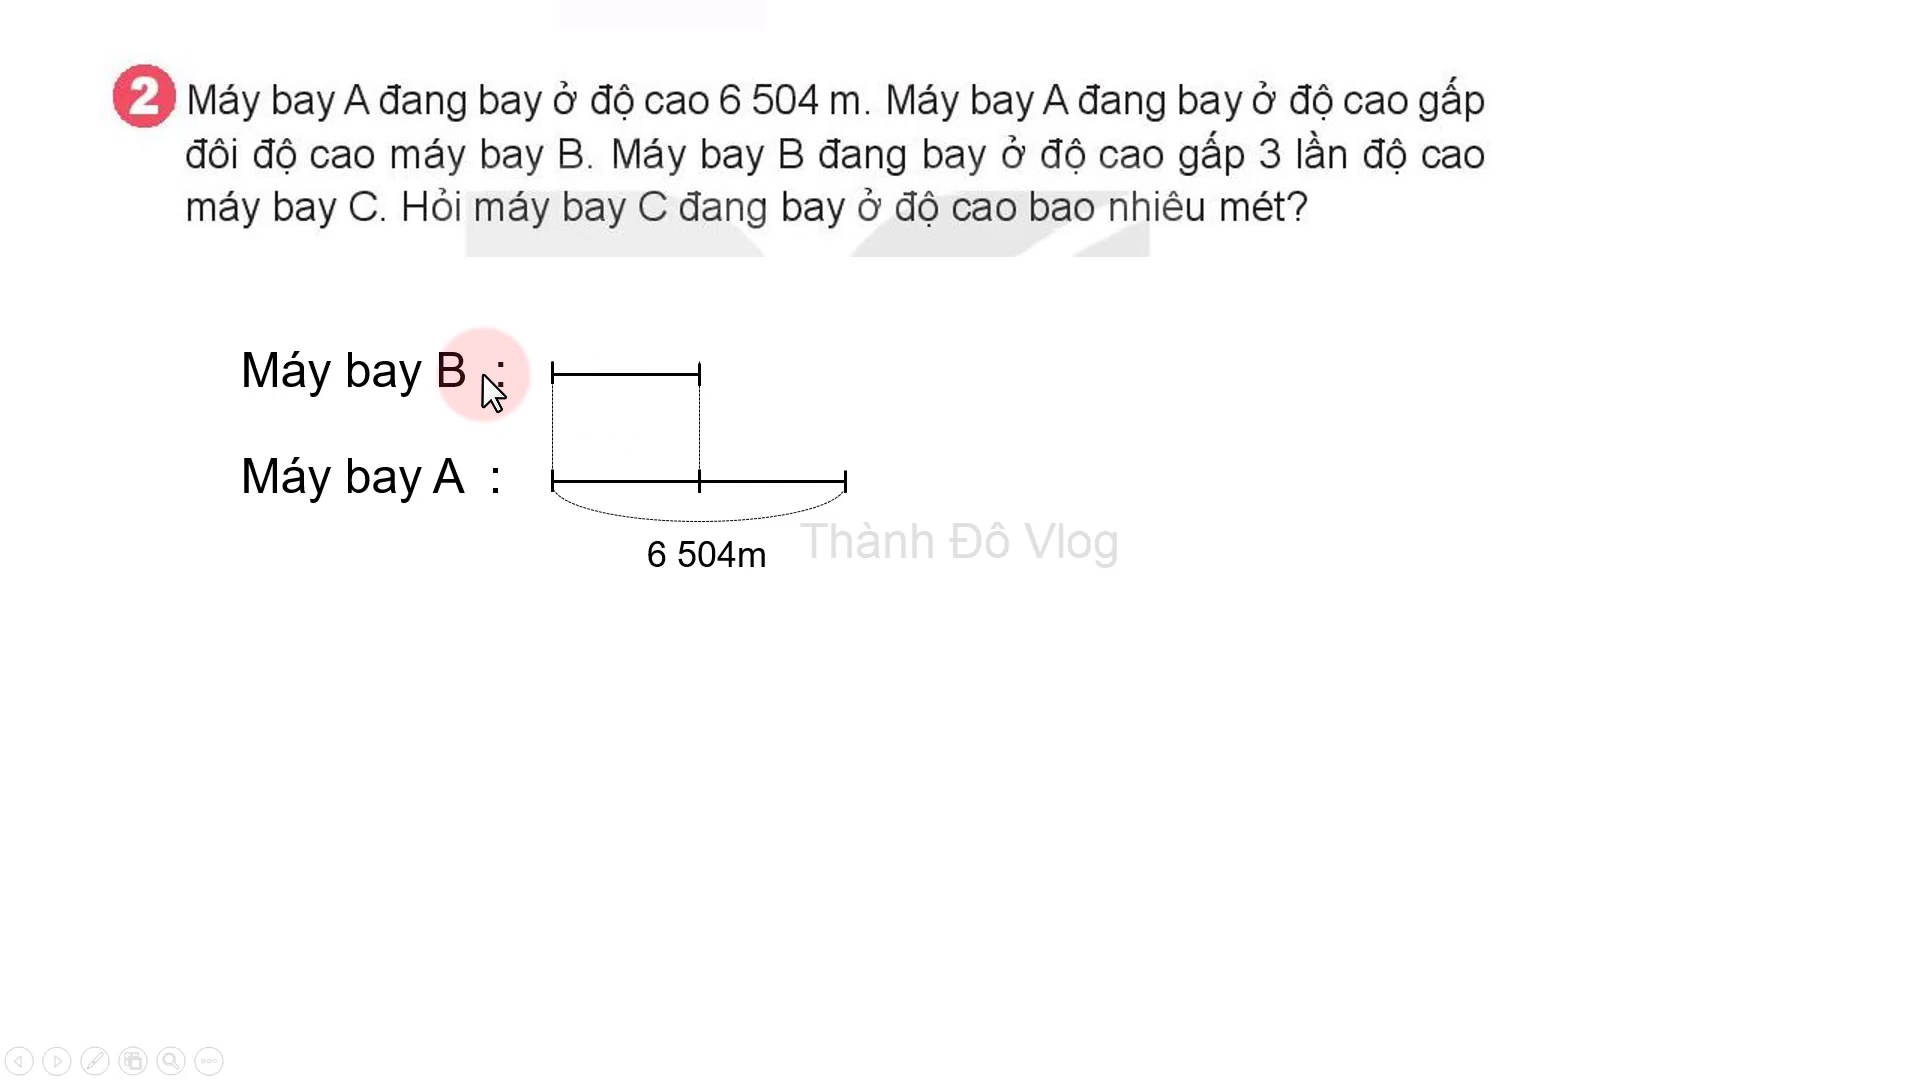 2 Máy bay A đang bay ở độ cao 6 504 m. Máy bay A đang bay ở độ cao gấp
đôi độ cao máy bay B. Máy bay B đang bay ở độ cao gấp 3 lần độ cao
máy bay C. Hỏi máy bay C đang bay ở độ cao bao nhiêu mét?
Máy bay B :
Máy bay A :
6 504m
Thành Đô Vlog